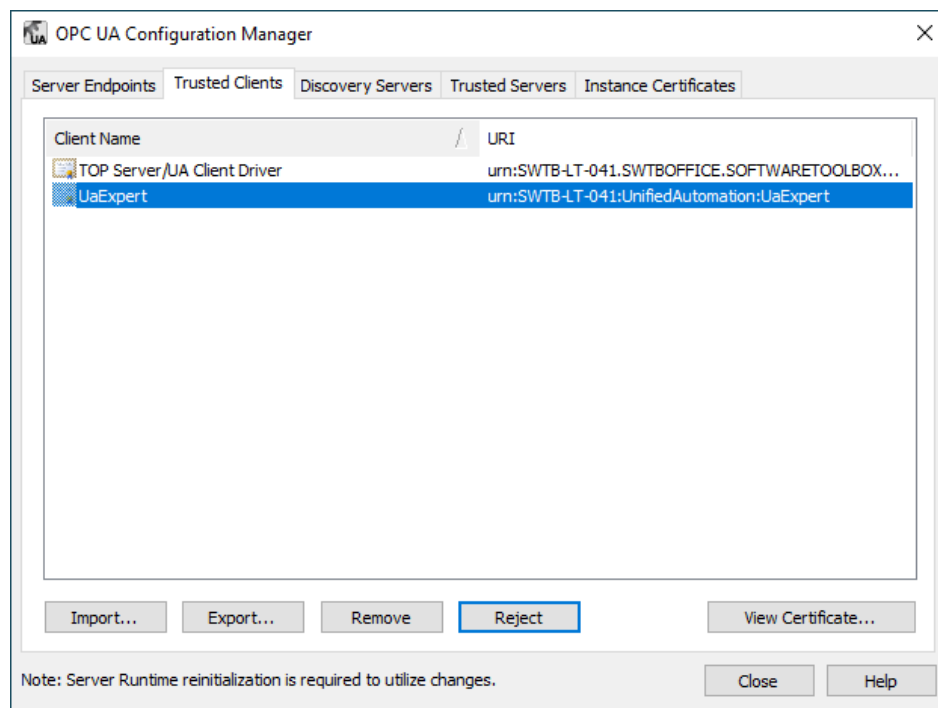 UA OPC UA Configuration Manager
Server Endpoints Trusted Clients Discovery Servers Trusted Servers Instance Certificates
Client Name URI
TOP Server/UA Client Driver urn:SWTB-LT-041.SWTBOFFICE.SOFTWARETOOLBOX...
UaExpert urn:SWTB-LT-041:UnifiedAutomation:UaExpert
Import... Export... Remove Reject View Certificate...
Note: Server Runtime reinitialization is required to utilize changes. Close Help